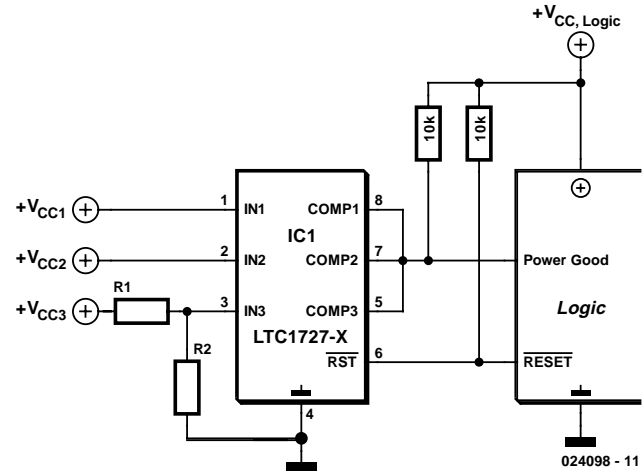 +VCC, Logic
10k
10k
+VCC1
1
IN1
COMP1
8
IC1
+VCC2
2
IN2
COMP2
7
Power Good
R1
+VCC3
3
IN3
COMP3
5
Logic
LTC1727-X
R2
RST
6
RESET
4
024098 - 11